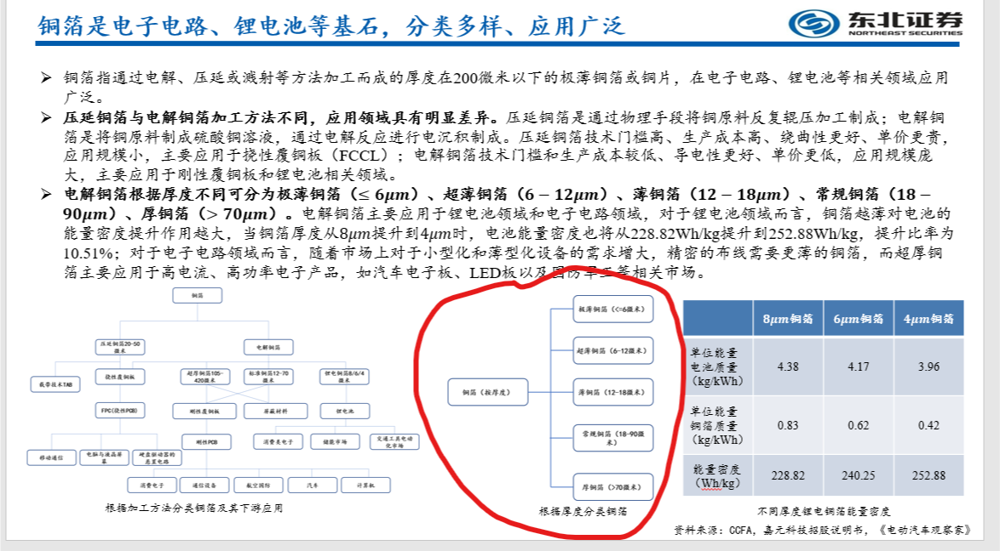 铜箔是电子电路、锂电池等基石，分类多样、应用广泛
东北证券
NORTHEAST SECURITIES
➢ 铜箔指通过电解、压延或溅射等方法加工而成的厚度在200微米以下的极薄铜箔或铜片，在电子电路、锂电池等相关领域应用
广泛。
➢ 压延铜箔与电解铜箔加工方法不同，应用领域具有明显差异。压延铜箔是通过物理手段将铜原料反复辊压加工制成；电解铜
箔是将铜原料制成硫酸铜溶液，通过电解反应进行电沉积制成。压延铜箔技术门槛高、生产成本高、绕曲性更好、单价更贵，
应用规模小，主要应用于挠性覆铜板（FCCL）；电解铜箔技术门槛和生产成本较低、导电性更好、单价更低，应用规模庞
大，主要应用于刚性覆铜板和锂电池相关领域。
➢ 电解铜箔根据厚度不同可分为极薄铜箔（≤ 6μm）、超薄铜箔（6 − 12μm）、薄铜箔（12 − 18μm）、常规铜箔（18 −
90μm）、厚铜箔（> 70μm）。电解铜箔主要应用于锂电池领域和电子电路领域，对于锂电池领域而言，铜箔越薄对电池的
能量密度提升作用越大，当铜箔厚度从8μm提升到4μm时，电池能量密度也将从228.82Wh/kg提升到252.88Wh/kg，提升比率为
10.51%；对于电子电路领域而言，随着市场上对于小型化和薄型化设备的需求增大，精密的布线需要更薄的铜箔，而超厚铜
箔主要应用于高电流、高功率电子产品，如汽车电子板、LED板以及国防军工等相关市场。
铜箔
压延铜箔20-50
微米
电解铜箔
载带技术TAB
挠性覆铜板
超厚铜箔105-
420微米
标准铜箔12-70
微米
锂电铜箔8/6/4
微米
FPC(挠性PCB)
刚性覆铜板
屏蔽材料
锂电池
移动通信
电脑与液晶屏
幕
硬盘驱动器的
悬置电路
刚性PCB
消费类电子
储能市场
交通工具电动
化市场
消费电子
通信设备
航空国防
汽车
计算机
根据加工方法分类铜箔及其下游应用
铜箔（按厚度）
极薄铜箔（<=6微米）
超薄铜箔（6-12微米）
薄铜箔（12-18微米）
常规铜箔（18-90微
米）
厚铜箔（>70微米）
根据厚度分类铜箔
8μm铜箔 6μm铜箔 4μm铜箔
单位能量
电池质量
（kg/kWh） 4.38 4.17 3.96
单位能量
铜箔质量
（kg/kWh） 0.83 0.62 0.42
能量密度
（Wh/kg） 228.82 240.25 252.88
不同厚度锂电铜箔能量密度
资料来源：CCFA，嘉元科技招股说明书，《电动汽车观察家》